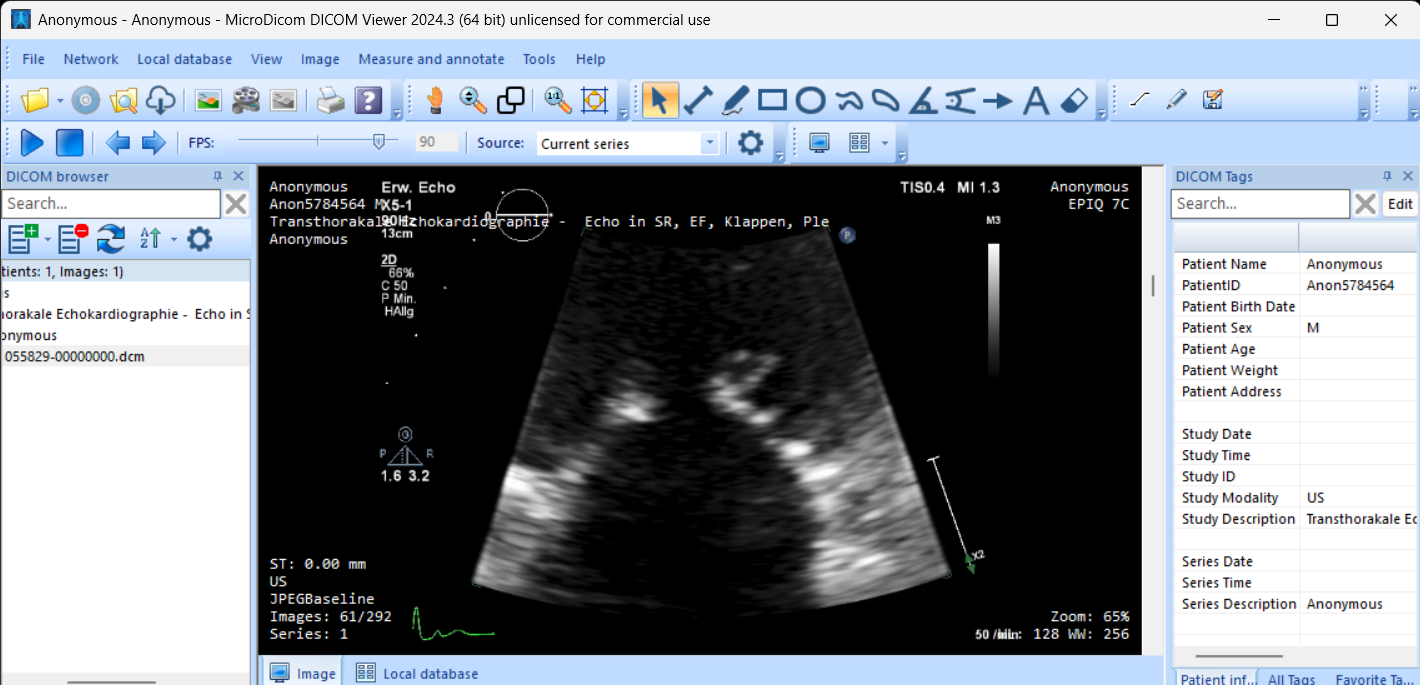 Anonymous - Anonymous - MicroDicom DICOM Viewer 2024.3 (64 bit) unlicensed for commercial use
File Network Local database View Image Measure and annotate Tools Help
1:1
FPS: 90 Source: Current series
DICOM browser
Search...
A
Z
tients: 1, Images: 1)
s
orakale Echokardiographie - Echo in S
onymous
055829-00000000.dcm
Anonymous
Anon5784564 M
Transthorakale Echokardiographie - Echo in SR, EF, Klappen, Ple
Anonymous
Erw. Echo
X5-1
90Hz
13cm
0
2D
66%
C 50
P Min.
HAllg
TIS0.4 MI 1.3
M3
Anonymous
EPIQ 7C
P
G
P R
1.6 3.2
X2
ST: 0.00 mm
US
JPEGBaseline
Images: 61/292
Series: 1
Zoom: 65%
50 /min: 128 WW: 256
Image Local database
DICOM Tags
Search... Edit
Patient Name Anonymous
PatientID Anon5784564
Patient Birth Date
Patient Sex M
Patient Age
Patient Weight
Patient Address
Study Date
Study Time
Study ID
Study Modality US
Study Description Transthorakale Ec
Series Date
Series Time
Series Description Anonymous
Patient inf... All Tags Favorite Ta...